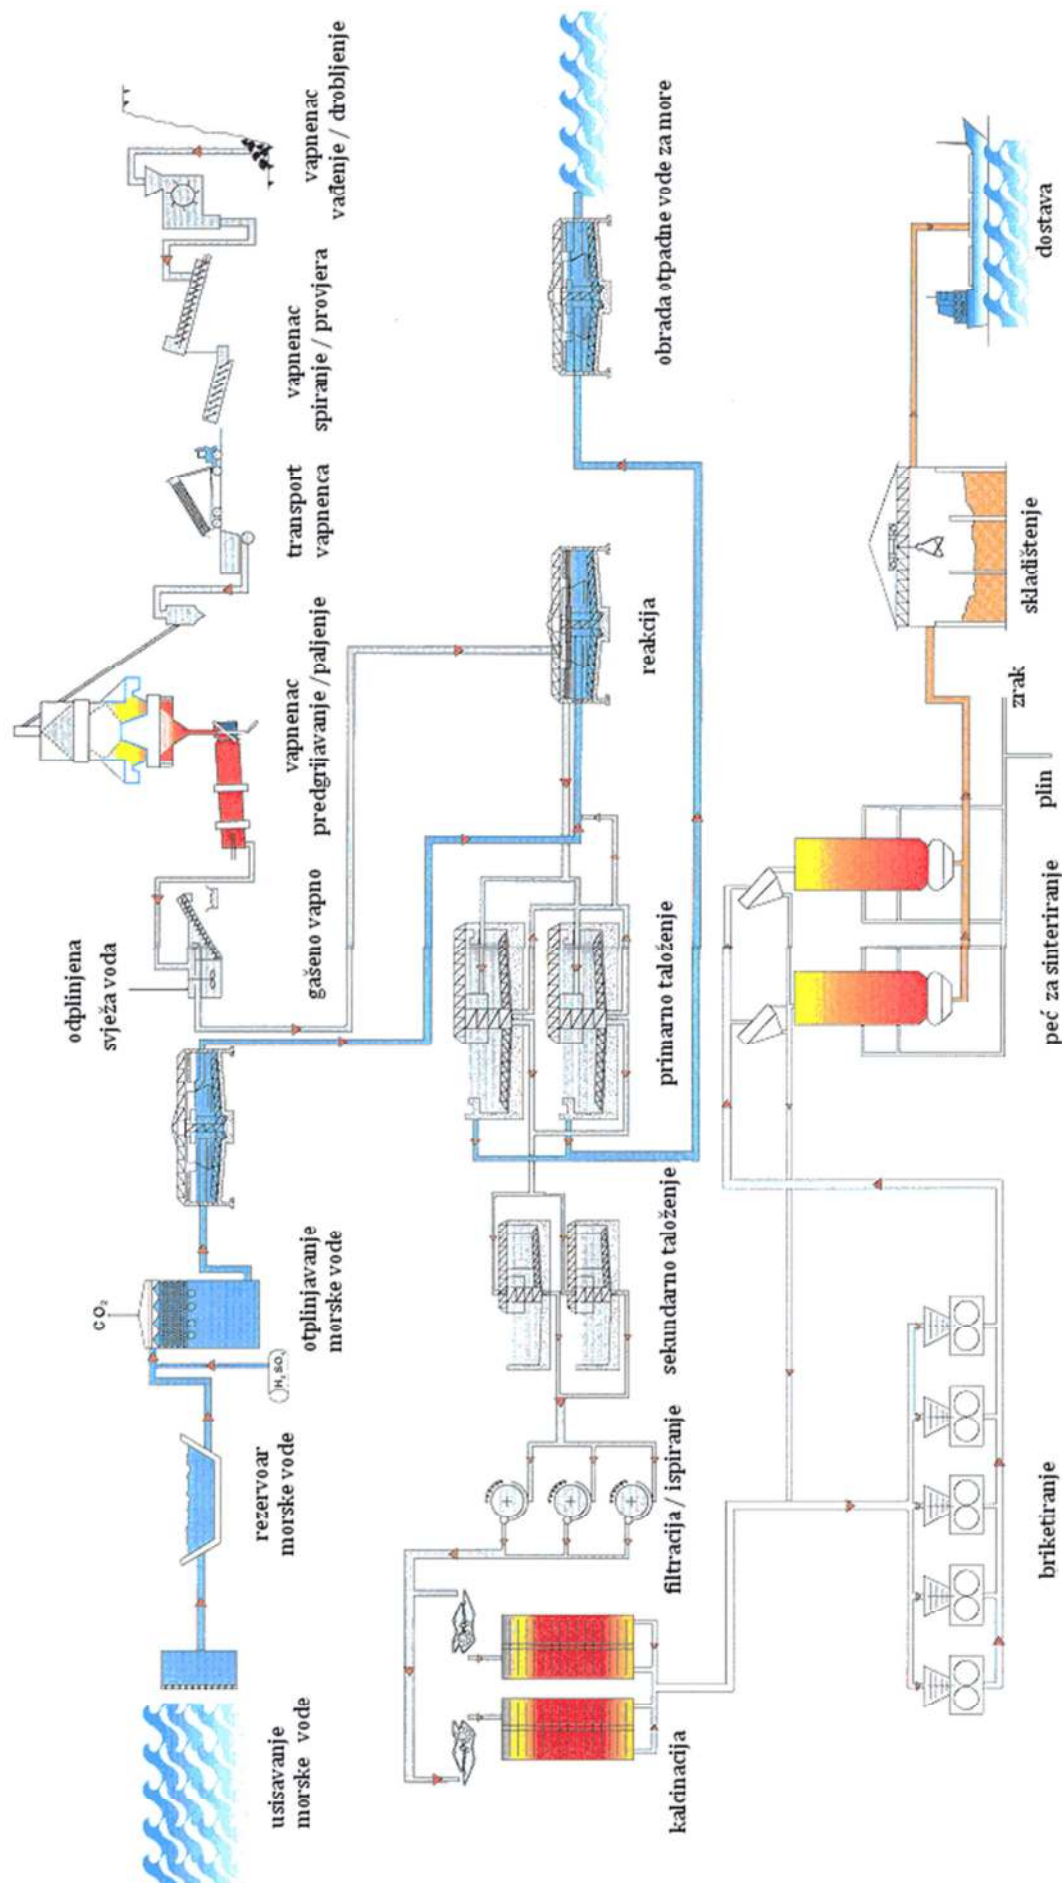 usisavanje
morske vode
rezervoar
morske vode
H₂SO₄
CO₂
otplinjavanje
morske vode
odplinjena
svježa voda
gašeno vapno
vapnenac
predgrijavanje / paljenje
transport
vapnenca
vapnenac
spiranje / provjera
vapnenac
vađenje / drobljenje
kaldinacija
filtracija / ispiranje
sekundarno taloženje
primarno taloženje
reakcija
obrada otpadne vode za more
briketiranje
peć za sinteriranje
plin
zrak
skladištenje
dostava